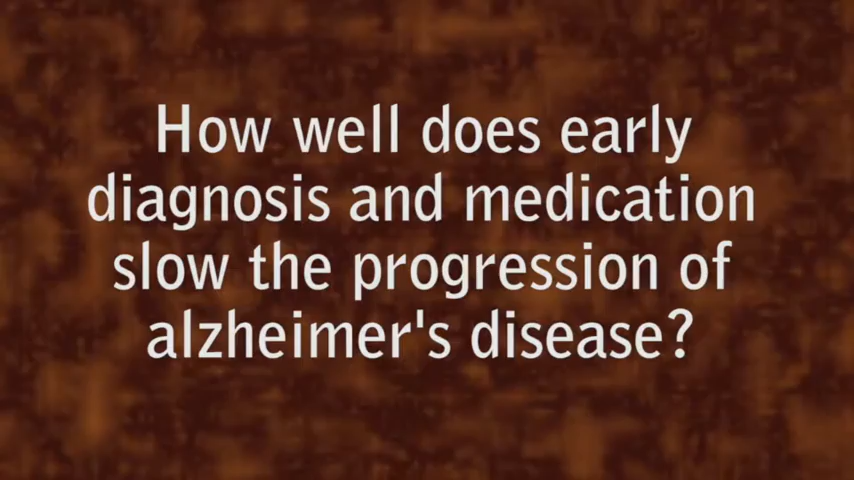 How well does early
diagnosis and medication
slow the progression of
alzheimer's disease?